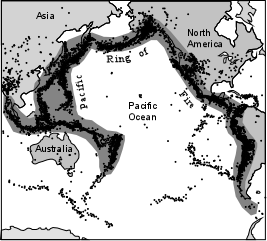 Asia
North
America
Ring of
Pacific
Fire
Pacific
Ocean
Australia